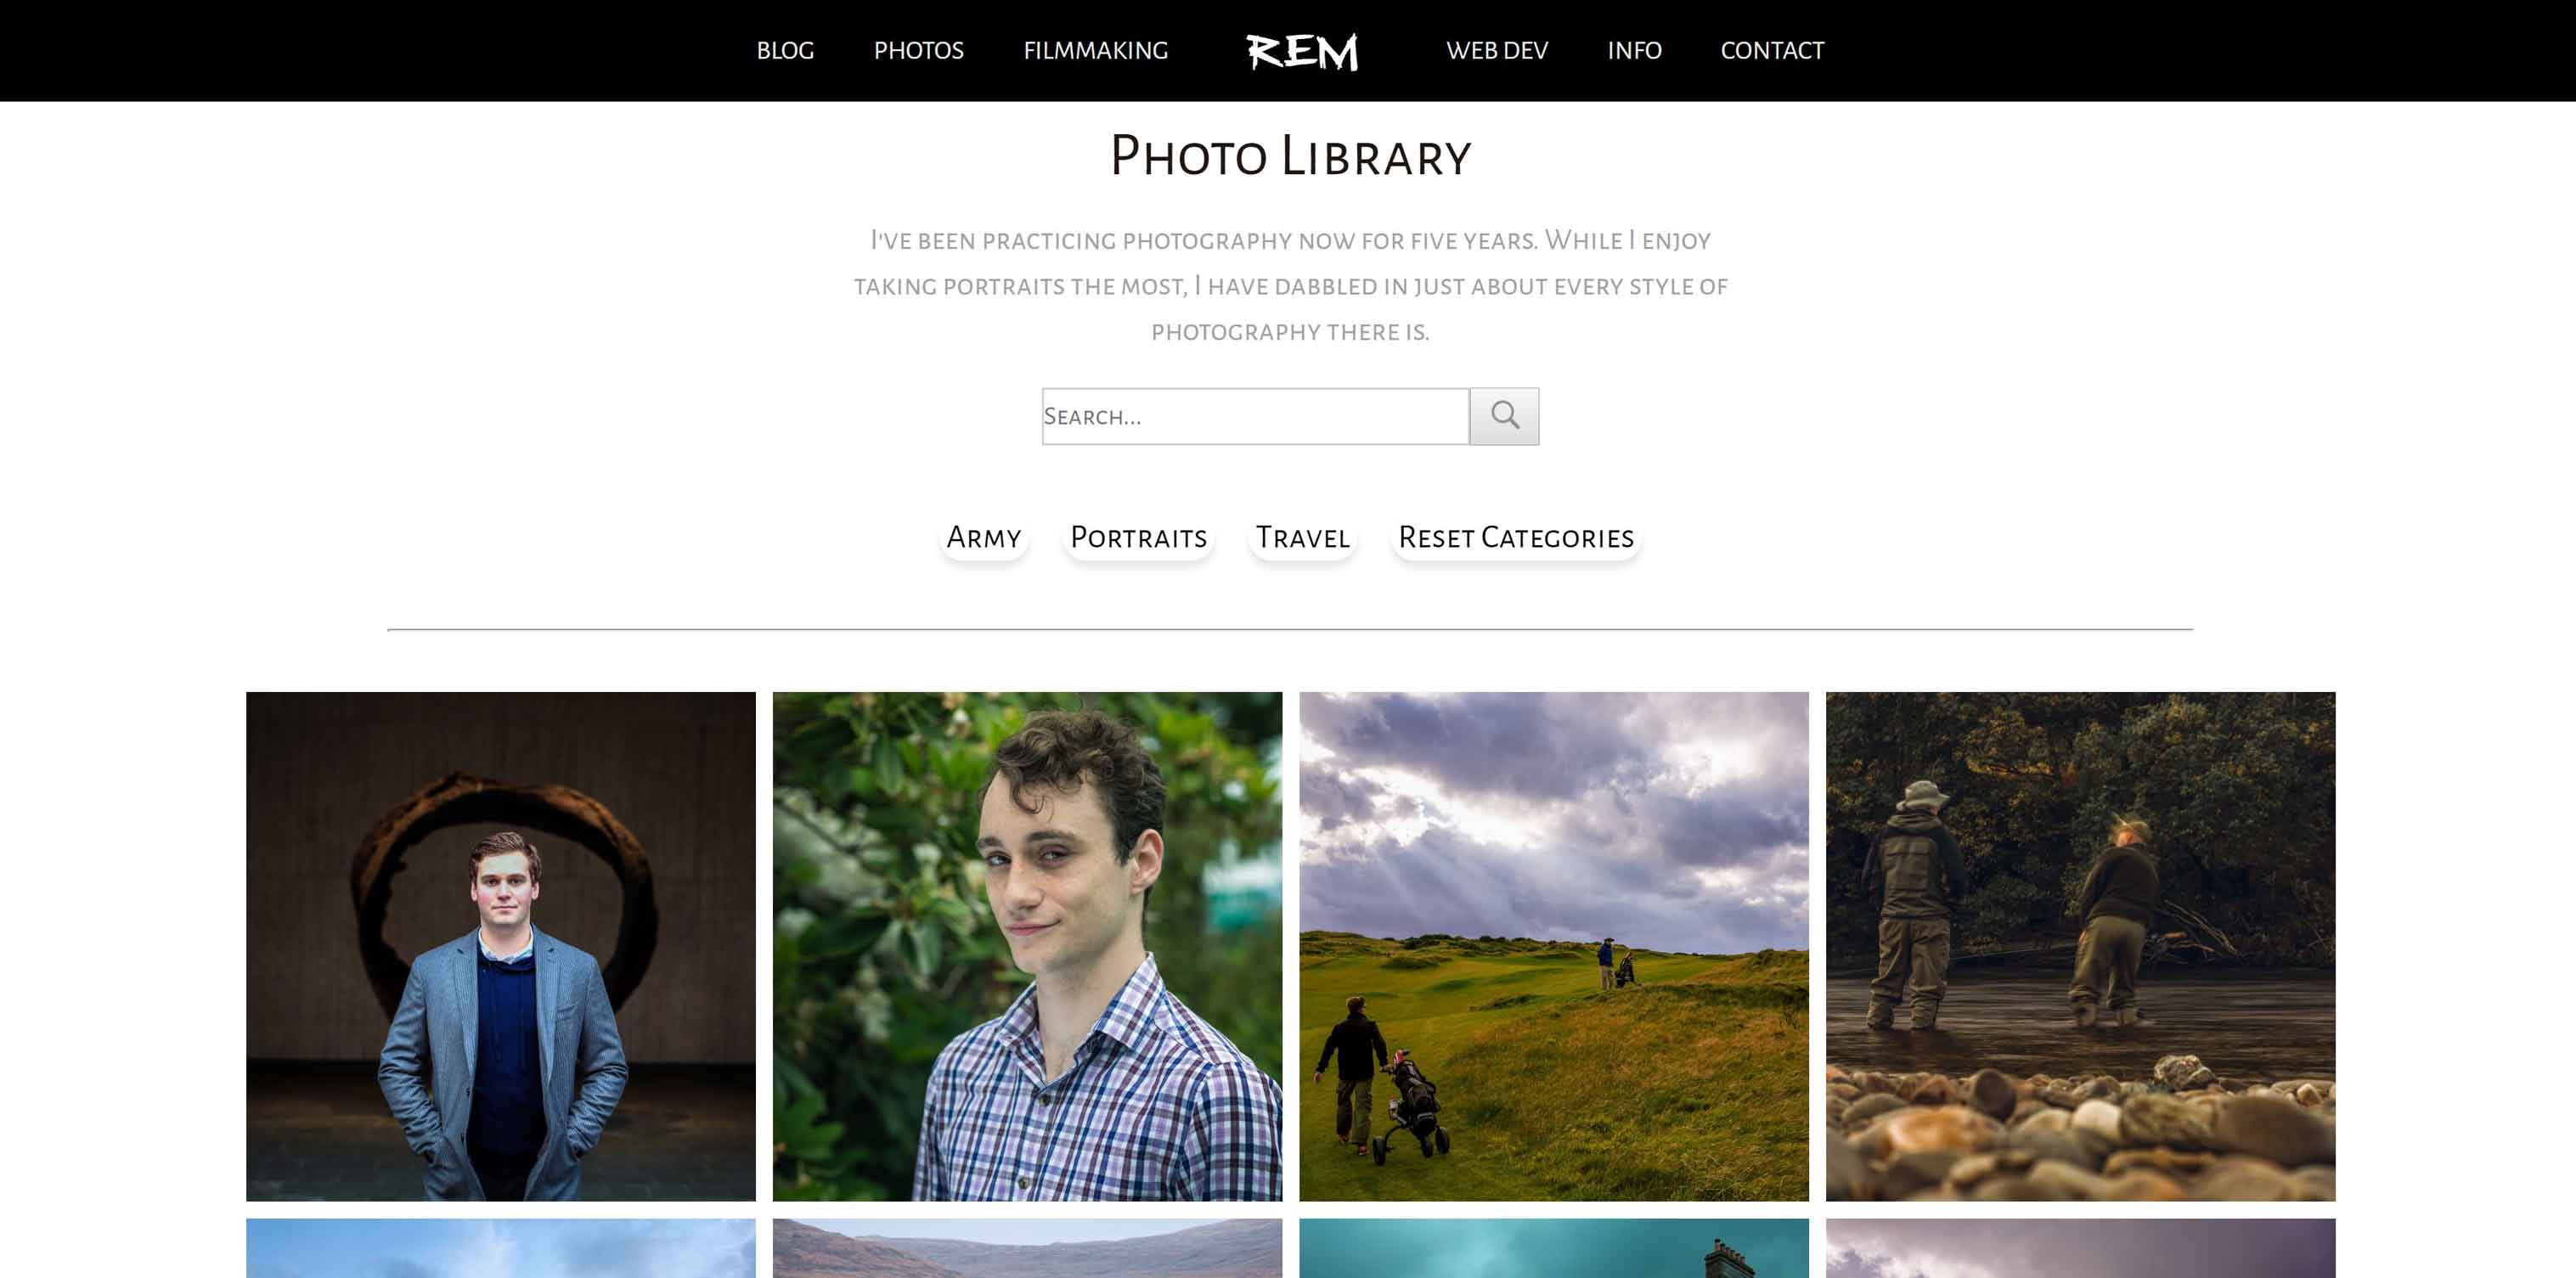 BLOG PHOTOS FILMMAKING REM WEB DEV INFO CONTACT
Photo Library
I've been practicing photography now for five years. While I enjoy
taking portraits the most, I have dabbled in just about every style of
photography there is.
Search...
Army Portraits Travel Reset Categories